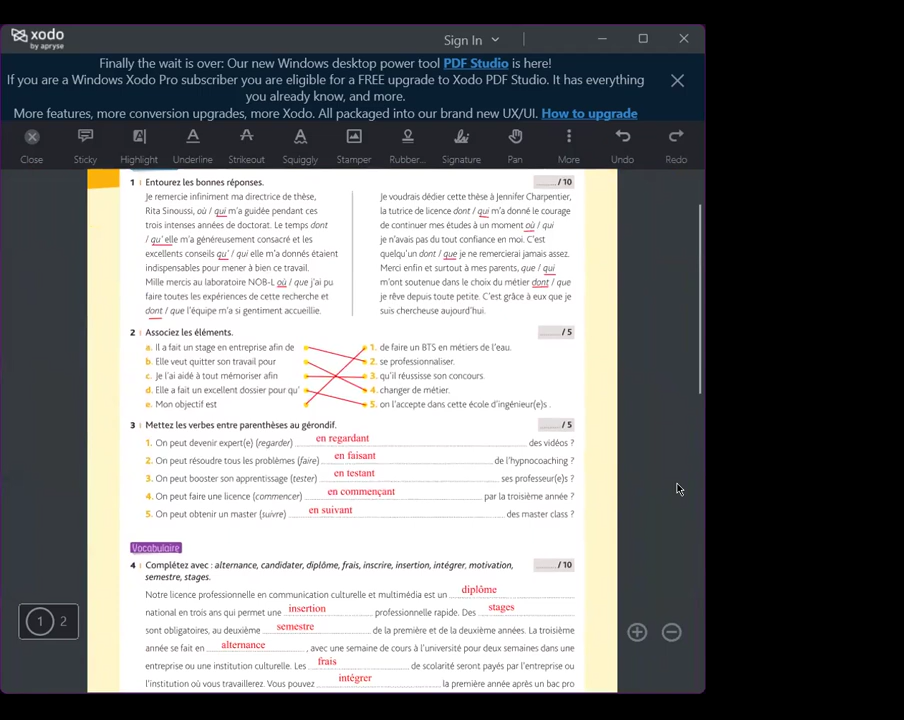 xodo
by apryse
Sign In
Finally the wait is over: Our new Windows desktop power tool PDF Studio is here!
If you are a Windows Xodo Pro subscriber you are eligible for a FREE upgrade to Xodo PDF Studio. It has everything
you already know, and more.
More features, more conversion upgrades, more Xodo. All packaged into our brand new UX/UI. How to upgrade
Close Sticky Highlight Underline Strikeout Squiggly Stamper Rubber... Signature Pan More Undo Redo
1 Entourez les bonnes réponses. /10
Je remercie infiniment ma directrice de thèse,
Rita Sinoussi, où / qui m'a guidée pendant ces
trois intenses années de doctorat. Le temps dont
/ qu'elle m'a généreusement consacré et les
excellents conseils qu' / qui elle m'a donnés étaient
indispensables pour mener à bien ce travail.
Mille mercis au laboratoire NOB-L où / que j'ai pu
faire toutes les expériences de cette recherche et
dont / que l'équipe m'a si gentiment accueillie.
Je voudrais dédier cette thèse à Jennifer Charpentier,
la tutrice de licence dont / qui m'a donné le courage
de continuer mes études à un moment où / qui
je n'avais pas du tout confiance en moi. C'est
quelqu'un dont / que je ne remercierai jamais assez.
Merci enfin et surtout à mes parents, que / qui
m'ont soutenue dans le choix du métier dont / que
je rêve depuis toute petite. C'est grâce à eux que je
suis chercheuse aujourd'hui.
2 Associez les éléments. /5
a. Il a fait un stage en entreprise afin de 1. de faire un BTS en métiers de l'eau.
b. Elle veut quitter son travail pour 2. se professionnaliser.
c. Je l'ai aidé à tout mémoriser afin 3. qu'il réussisse son concours.
d. Elle a fait un excellent dossier pour qu' 4. changer de métier.
e. Mon objectif est 5. on l'accepte dans cette école d'ingénieur(e)s .
3 Mettez les verbes entre parenthèses au gérondif. /5
1. On peut devenir expert(e) (regarder) en regardant des vidéos ?
2. On peut résoudre tous les problèmes (faire) en faisant de l'hypnocoaching ?
3. On peut booster son apprentissage (tester) en testant ses professeur(e)s ?
4. On peut faire une licence (commencer) en commençant par la troisième année ?
5. On peut obtenir un master (suivre) en suivant des master class ?
Vocabulaire
4 Complétez avec : alternance, candidater, diplôme, frais, inscrire, insertion, intégrer, motivation, /10
semestre, stages.
Notre licence professionnelle en communication culturelle et multimédia est un diplôme
national en trois ans qui permet une insertion professionnelle rapide. Des stages
sont obligatoires, au deuxième semestre de la première et de la deuxième années. La troisième
année se fait en alternance , avec une semaine de cours à l'université pour deux semaines dans une
entreprise ou une institution culturelle. Les frais de scolarité seront payés par l'entreprise ou
l'institution où vous travaillerez. Vous pouvez intégrer la première année après un bac pro
1 2